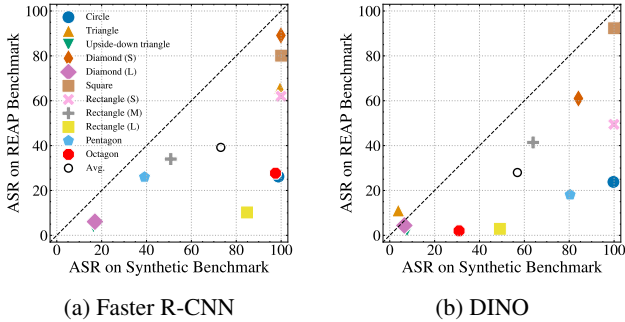 100
80
60
40
20
0
ASR on REAP Benchmark
Circle
Triangle
Upside-down triangle
Diamond (S)
Diamond (L)
Square
Rectangle (S)
Rectangle (M)
Rectangle (L)
Pentagon
Octagon
Avg.
0 20 40 60 80 100
ASR on Synthetic Benchmark
(a) Faster R-CNN
100
80
60
40
20
0
ASR on REAP Benchmark
0 20 40 60 80 100
ASR on Synthetic Benchmark
(b) DINO